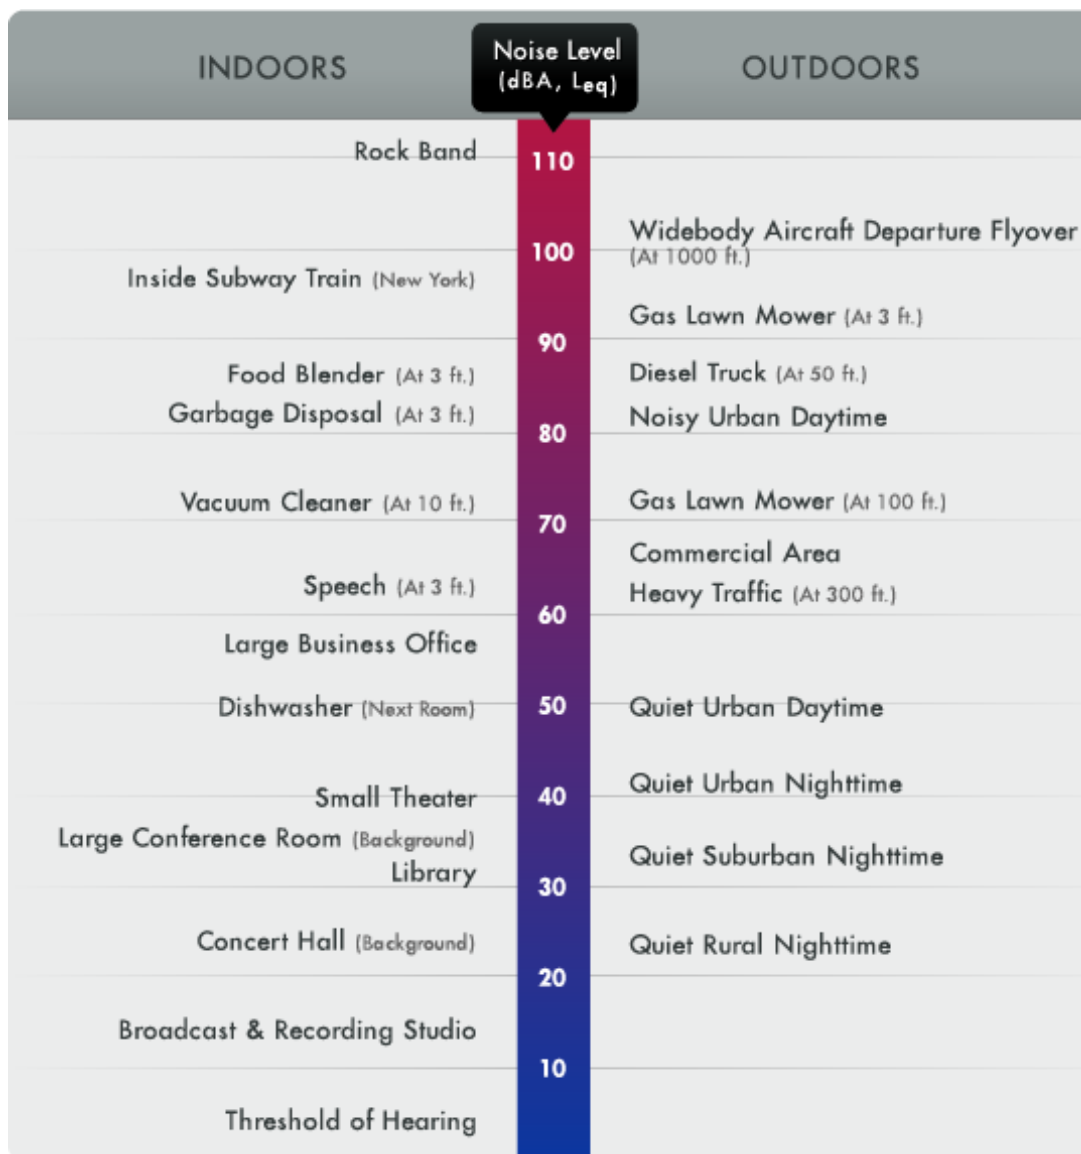 INDOORS
Noise Level
(dBA, Leq)
OUTDOORS
Rock Band
110
Widebody Aircraft Departure Flyover
100
(At 1000 ft.)
Inside Subway Train (New York)
Gas Lawn Mower (At 3 ft.)
90
Food Blender (At 3 ft.)
Diesel Truck (At 50 ft.)
Garbage Disposal (At 3 ft.)
Noisy Urban Daytime
80
Vacuum Cleaner (At 10 ft.)
Gas Lawn Mower (At 100 ft.)
70
Commercial Area
Speech (At 3 ft.)
Heavy Traffic (At 300 ft.)
60
Large Business Office
Dishwasher (Next Room)
50
Quiet Urban Daytime
Quiet Urban Nighttime
Small Theater
40
Large Conference Room (Background)
Quiet Suburban Nighttime
Library
30
Concert Hall (Background)
Quiet Rural Nighttime
20
Broadcast & Recording Studio
10
Threshold of Hearing